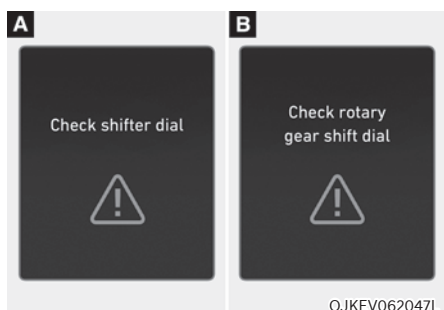 A
Check shifter dial
B
Check rotary
gear shift dial
OJKEV062047L